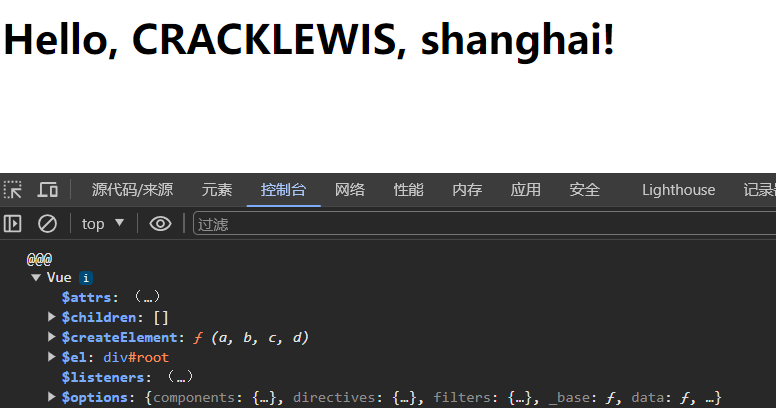 Hello, CRACKLEWIS, shanghai!
源代码/来源 元素 控制台 网络 性能 内存 应用 安全 Lighthouse 记录
top 过滤
@@@
Vue i
$attrs: （…）
$children: []
$createElement: ƒ (a, b, c, d)
$el: div#root
$listeners: （…）
$options: {components: {…}, directives: {…}, filters: {…}, _base: ƒ, data: ƒ, …}